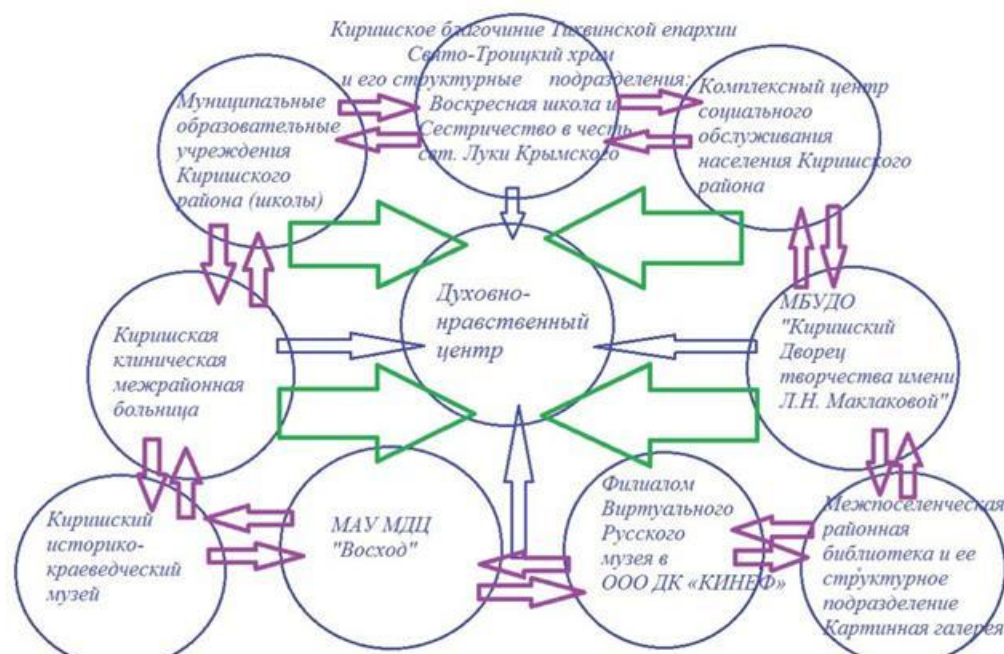 Киришское благочиние Тихвинской епархии
Свято-Троицкий храм
и его структурные подразделения:
Воскресная школа и
Сестричество в честь
свт. Луки Крымского
Муниципальные
образовательные
учреждения
Киришского
района (школы)
Комплексный центр
социального
обслуживания
населения Киришского
района
Духовно-
нравственный
центр
Киришская
клиническая
межрайонная
больница
МБУДО
"Киришский
Дворец
творчества имени
Л.Н. Маклаковой"
Киришский
историко-
краеведческий
музей
МАУ МДЦ
"Восход"
Филиалом
Виртуального
Русского
музея в
ООО ДК «КИНЕФ»
Межпоселенческая
районная
библиотека и ее
структурное
подразделение
Картинная галерея